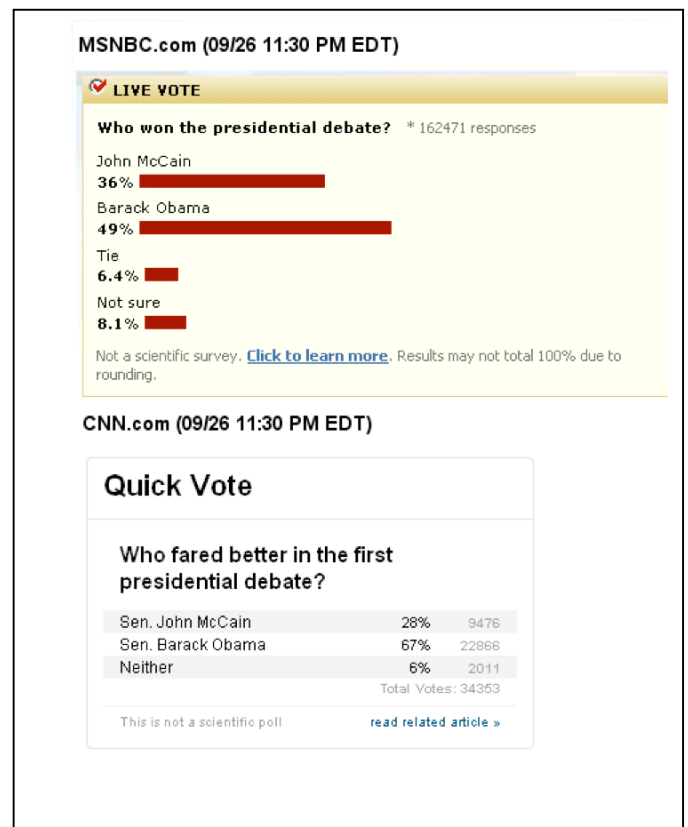 MSNBC.com (09/26 11:30 PM EDT)
LIVE VOTE
Who won the presidential debate? * 162471 responses
John McCain
36%
Barack Obama
49%
Tie
6.4%
Not sure
8.1%
Not a scientific survey. Click to learn more. Results may not total 100% due to
rounding.
CNN.com (09/26 11:30 PM EDT)
Quick Vote
Who fared better in the first
presidential debate?
Sen. John McCain 28% 9476
Sen. Barack Obama 67% 22866
Neither 6% 2011
Total Votes: 34353
This is not a scientific poll read related article »